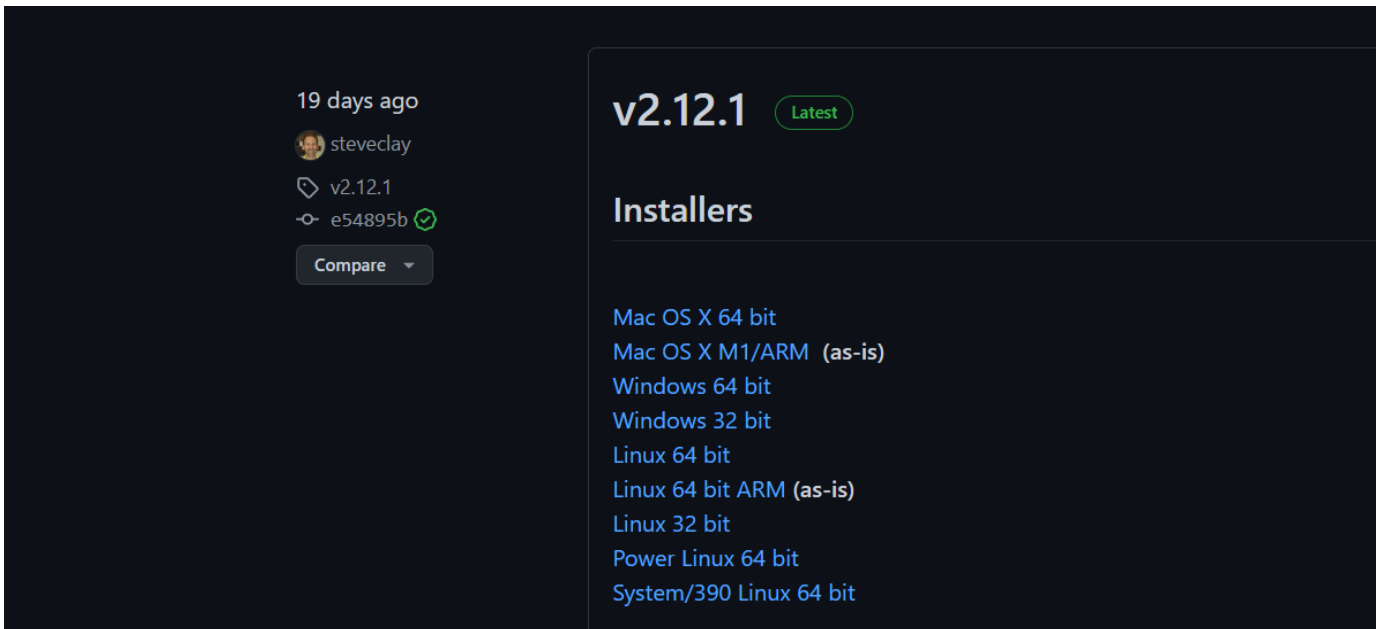 19 days ago
steveclay
v2.12.1
e54895b
Compare
v2.12.1 Latest
Installers
Mac OS X 64 bit
Mac OS X M1/ARM (as-is)
Windows 64 bit
Windows 32 bit
Linux 64 bit
Linux 64 bit ARM (as-is)
Linux 32 bit
Power Linux 64 bit
System/390 Linux 64 bit